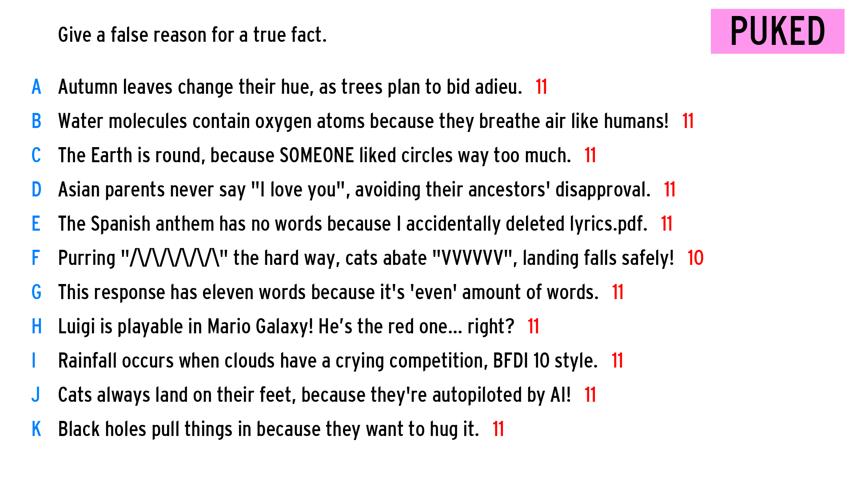 Give a false reason for a true fact.
PUKED
A Autumn leaves change their hue, as trees plan to bid adieu. 11
B Water molecules contain oxygen atoms because they breathe air like humans! 11
C The Earth is round, because SOMEONE liked circles way too much. 11
D Asian parents never say "I love you", avoiding their ancestors' disapproval. 11
E The Spanish anthem has no words because I accidentally deleted lyrics.pdf. 11
F Purring "/\/\/\/\/\/\/\" the hard way, cats abate "VVVVVV", landing falls safely! 10
G This response has eleven words because it's 'even' amount of words. 11
H Luigi is playable in Mario Galaxy! He’s the red one... right? 11
I Rainfall occurs when clouds have a crying competition, BFDI 10 style. 11
J Cats always land on their feet, because they're autopiloted by AI! 11
K Black holes pull things in because they want to hug it. 11